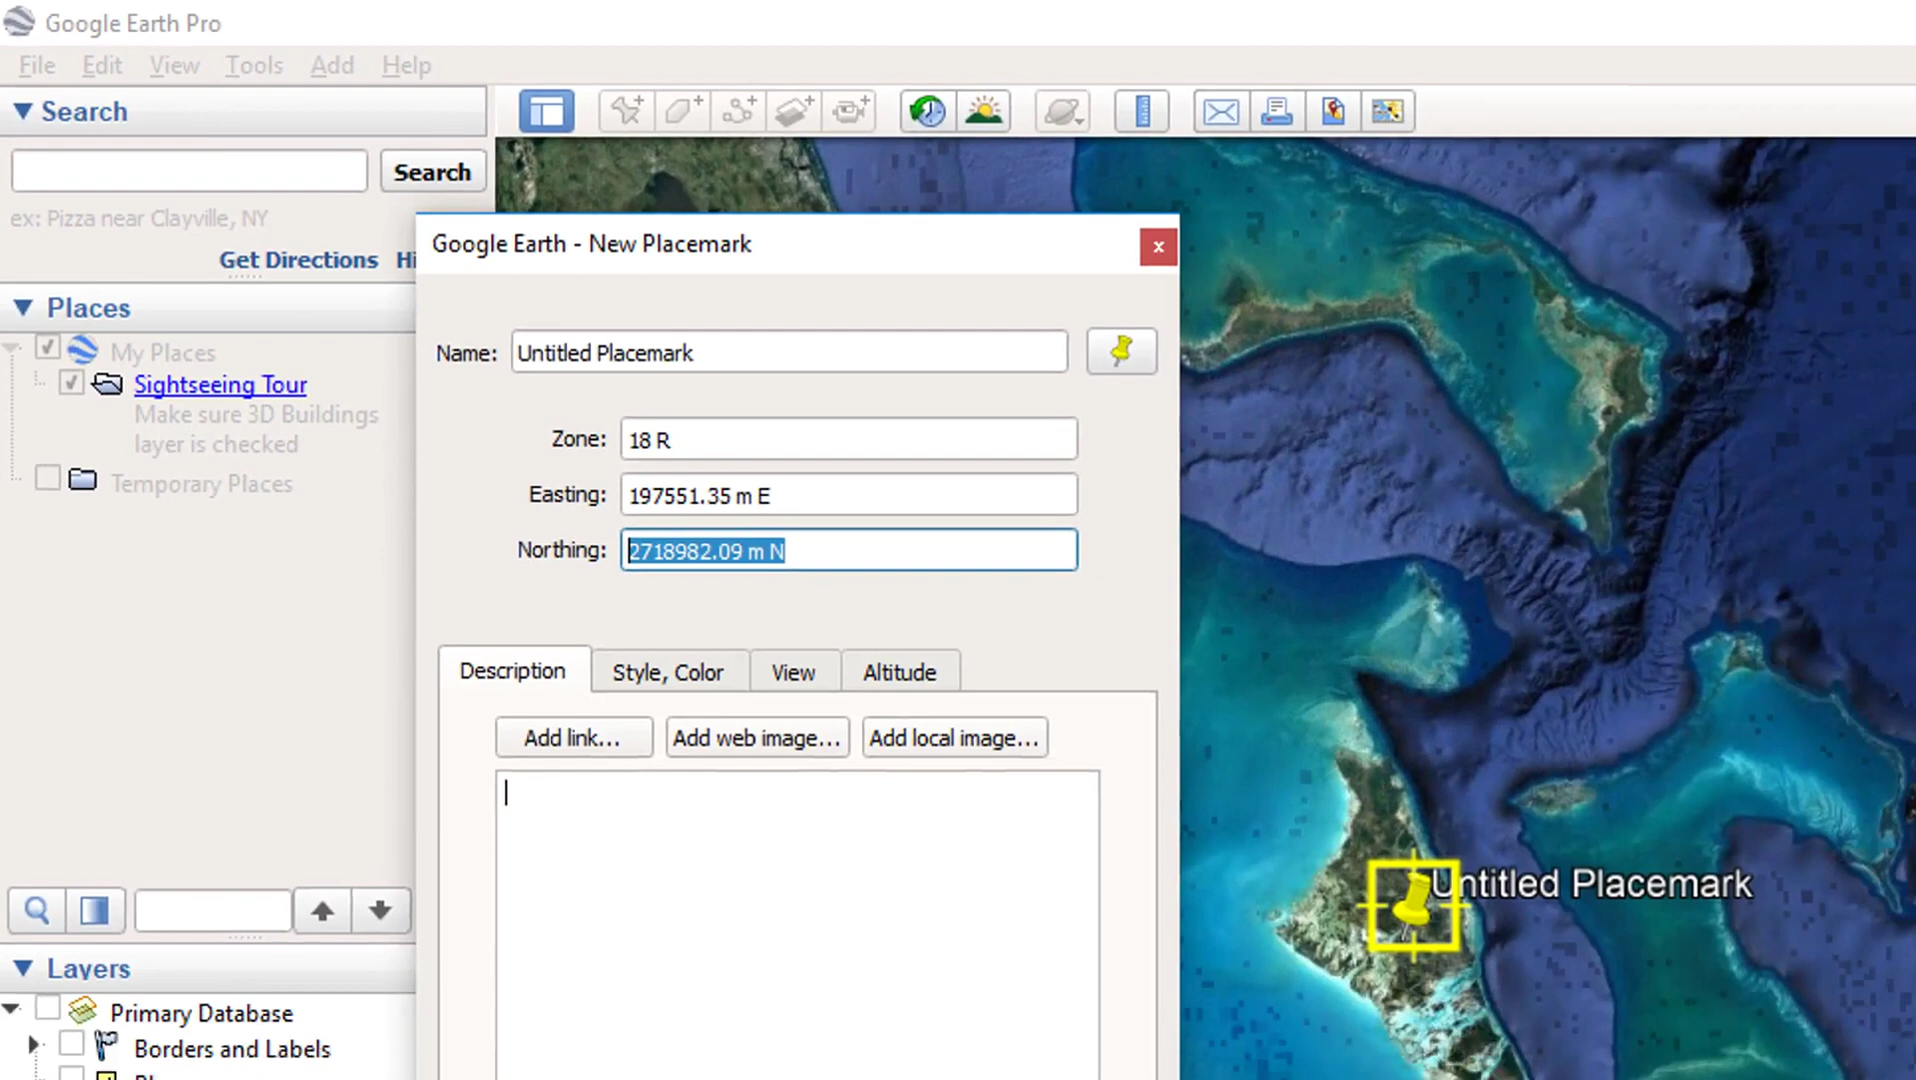 Google Earth Pro
File Edit View Tools Add Help
Search
Search
ex: Pizza near Clayville, NY
Get Directions Hi
Places
My Places
Sightseeing Tour
Make sure 3D Buildings
layer is checked
Temporary Places
Google Earth - New Placemark
Name: Untitled Placemark
Zone: 18 R
Easting: 197551.35 m E
Northing: 2718982.09 m N
Description Style, Color View Altitude
Add link... Add web image... Add local image...
Untitled Placemark
Layers
Primary Database
Borders and Labels